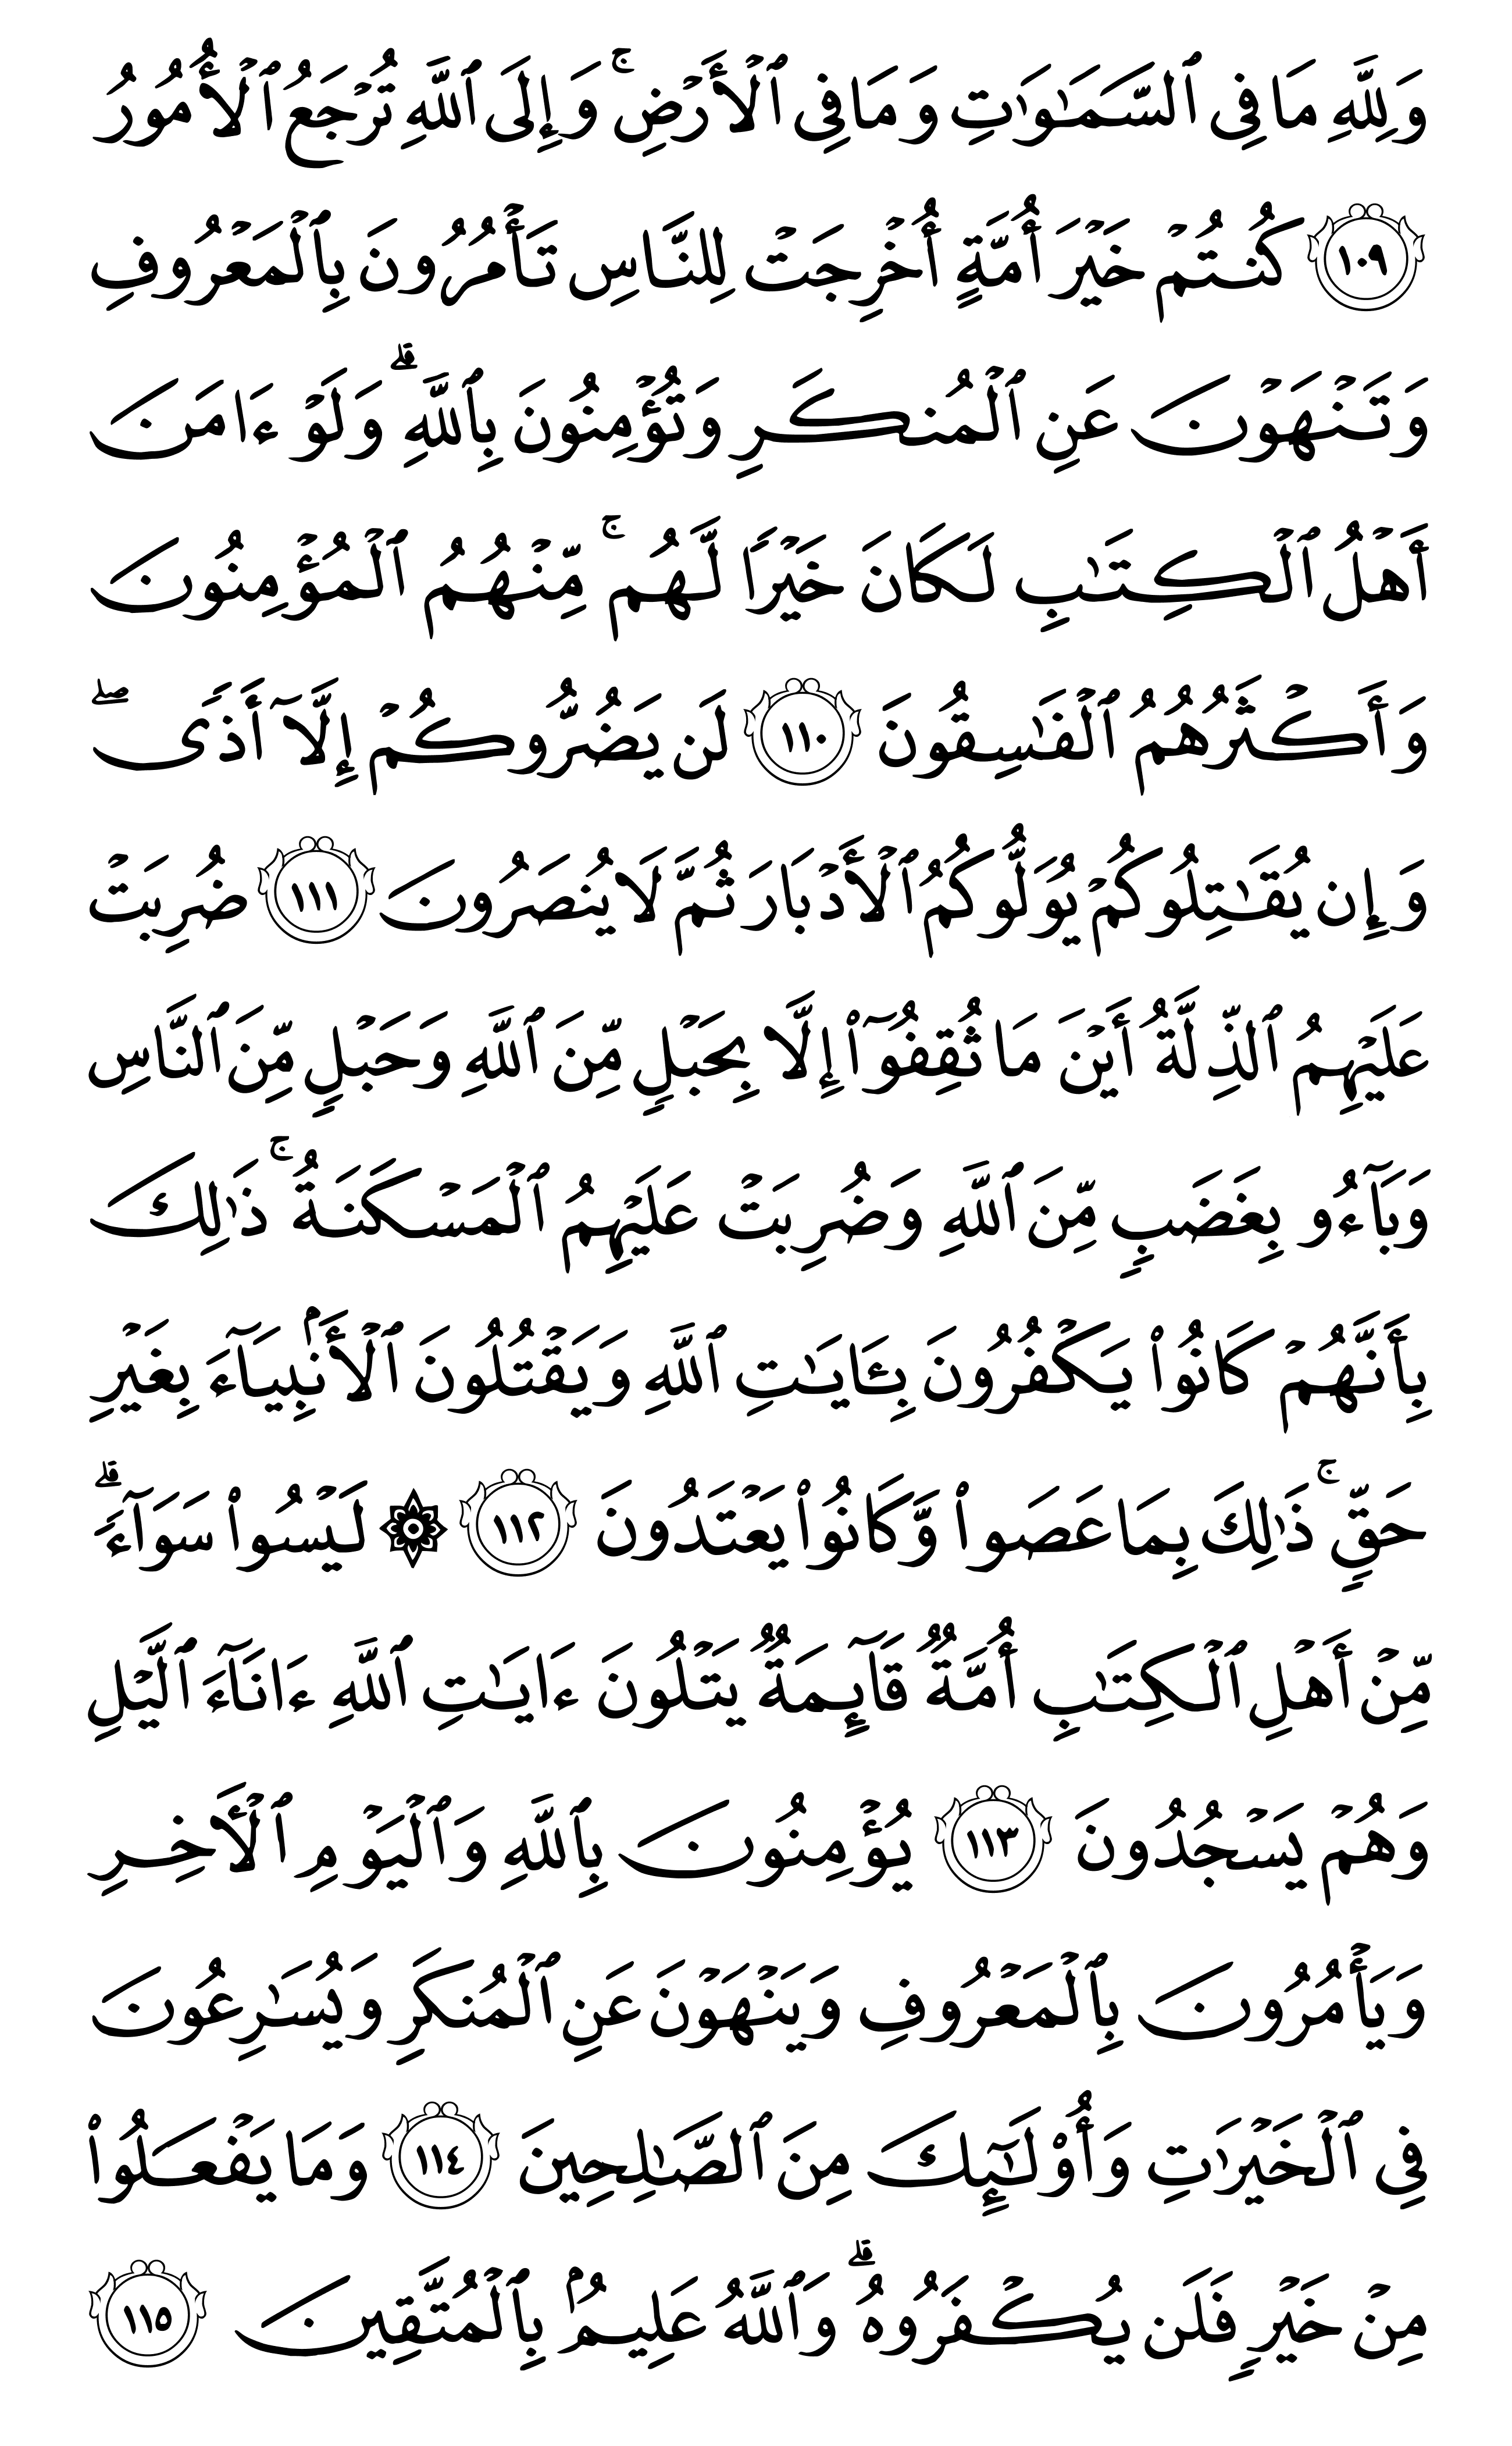 وَلِلَّهِ مَا فِى ٱلسَّمَٰوَٰتِ وَمَا فِى ٱلْأَرْضِ ۚ وَإِلَى ٱللَّهِ تُرْجَعُ ٱلْأُمُورُ
١٠٩ كُنتُمْ خَيْرَ أُمَّةٍ أُخْرِجَتْ لِلنَّاسِ تَأْمُرُونَ بِٱلْمَعْرُوفِ
وَتَنْهَوْنَ عَنِ ٱلْمُنكَرِ وَتُؤْمِنُونَ بِٱللَّهِ ۗ وَلَوْ ءَامَنَ
أَهْلُ ٱلْكِتَٰبِ لَكَانَ خَيْرًا لَّهُم ۚ مِّنْهُمُ ٱلْمُؤْمِنُونَ
وَأَكْثَرُهُمُ ٱلْفَٰسِقُونَ ١١٠ لَن يَضُرُّوكُمْ إِلَّآ أَذًى ۖ
وَإِن يُقَٰتِلُوكُمْ يُوَلُّوكُمُ ٱلْأَدْبَارَ ثُمَّ لَا يُنصَرُونَ ١١١ ضُرِبَتْ
عَلَيْهِمُ ٱلذِّلَّةُ أَيْنَ مَا ثُقِفُوٓا۟ إِلَّا بِحَبْلٍ مِّنَ ٱللَّهِ وَحَبْلٍ مِّنَ ٱلنَّاسِ
وَبَآءُو بِغَضَبٍ مِّنَ ٱللَّهِ وَضُرِبَتْ عَلَيْهِمُ ٱلْمَسْكَنَةُ ۚ ذَٰلِكَ
بِأَنَّهُمْ كَانُوا۟ يَكْفُرُونَ بِـَٔايَٰتِ ٱللَّهِ وَيَقْتُلُونَ ٱلْأَنۢبِيَآءَ بِغَيْرِ
حَقٍّ ۚ ذَٰلِكَ بِمَا عَصَوا۟ وَّكَانُوا۟ يَعْتَدُونَ ١١٢ ۞ لَيْسُوا۟ سَوَآءً ۗ
مِّنْ أَهْلِ ٱلْكِتَٰبِ أُمَّةٌ قَآئِمَةٌ يَتْلُونَ ءَايَٰتِ ٱللَّهِ ءَانَآءَ ٱلَّيْلِ
وَهُمْ يَسْجُدُونَ ١١٣ يُؤْمِنُونَ بِٱللَّهِ وَٱلْيَوْمِ ٱلْأَخِرِ
وَيَأْمُرُونَ بِٱلْمَعْرُوفِ وَيَنْهَوْنَ عَنِ ٱلْمُنكَرِ وَيُسَٰرِعُونَ
فِى ٱلْخَيْرَٰتِ وَأُو۟لَٰٓئِكَ مِنَ ٱلصَّٰلِحِينَ ١١٤ وَمَا يَفْعَلُوا۟
مِنْ خَيْرٍ فَلَن يُكْفَرُوهُ ۗ وَٱللَّهُ عَلِيمٌۢ بِٱلْمُتَّقِينَ ١١٥